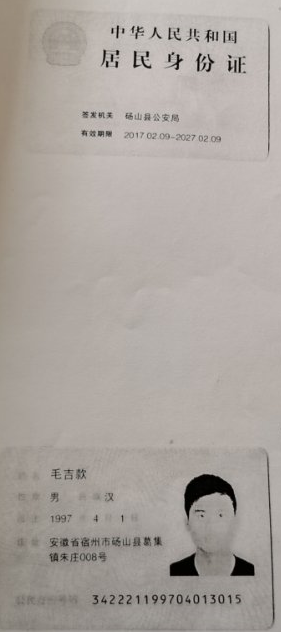 中华人民共和国
居民身份证
签发机关 砀山县公安局
有效期限 2017.02.09-2027.02.09
毛吉款
男 汉
1997 4 1
安徽省宿州市砀山县葛集
镇朱庄008号
342221199704013015